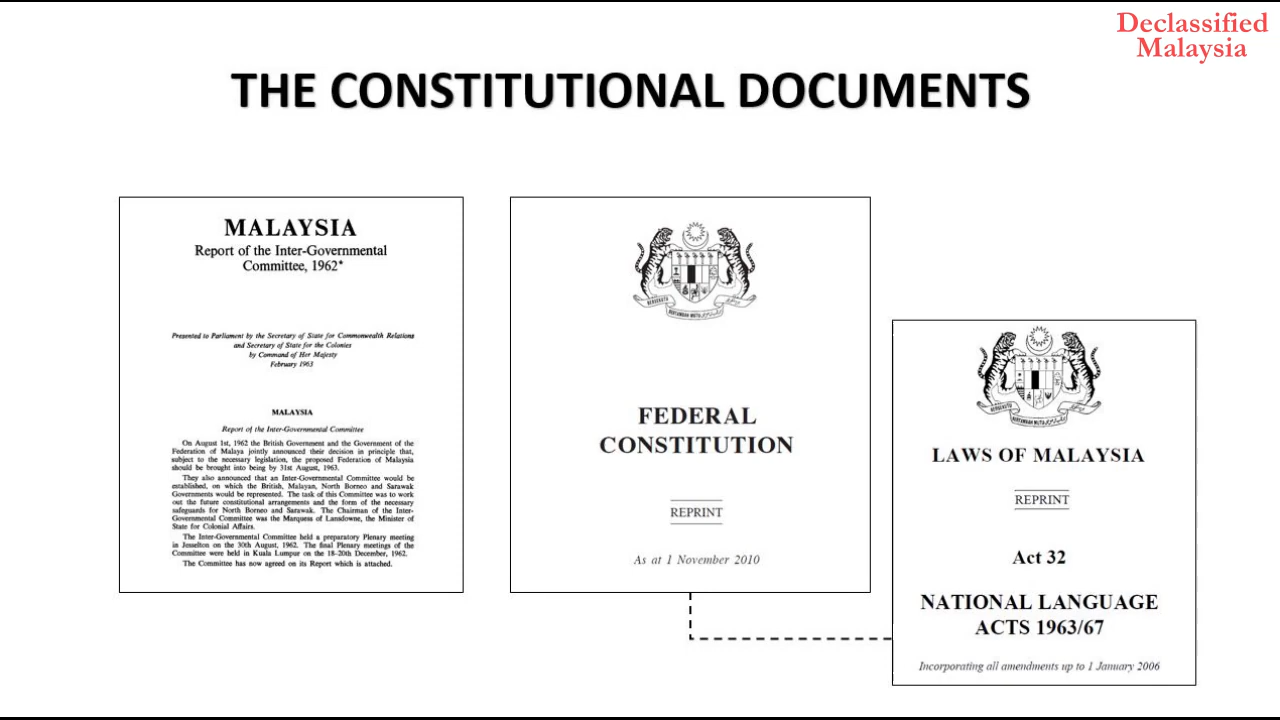 Declassified
Malaysia
THE CONSTITUTIONAL DOCUMENTS
MALAYSIA
Report of the Inter-Governmental
Committee, 1962*
Presented to Parliament by the Secretary of State for Commonwealth Relations
and Secretary of State for the Colonies
by Command of Her Majesty
February 1963
MALAYSIA
Report of the Inter-Governmental Committee
On August 1st, 1962 the British Government and the Government of the
Federation of Malaya jointly announced their decision in principle that,
subject to the necessary legislation, the proposed Federation of Malaysia
should be brought into being by 31st August, 1963.
They also announced that an Inter-Governmental Committee would be
established, on which the British, Malayan, North Borneo and Sarawak
Governments would be represented. The task of this Committee was to work
out the future constitutional arrangements and the form of the necessary
safeguards for North Borneo and Sarawak. The Chairman of the Inter-
Governmental Committee was the Marquess of Lansdowne, the Minister of
State for Colonial Affairs.
The Inter-Governmental Committee held a preparatory Plenary meeting
in Jesselton on the 30th August, 1962. The final Plenary meetings of the
Committee were held in Kuala Lumpur on the 18-20th December, 1962.
The Committee has now agreed on its Report which is attached.
FEDERAL
CONSTITUTION
REPRINT
As at 1 November 2010
LAWS OF MALAYSIA
REPRINT
Act 32
NATIONAL LANGUAGE
ACTS 1963/67
Incorporating all amendments up to 1 January 2006